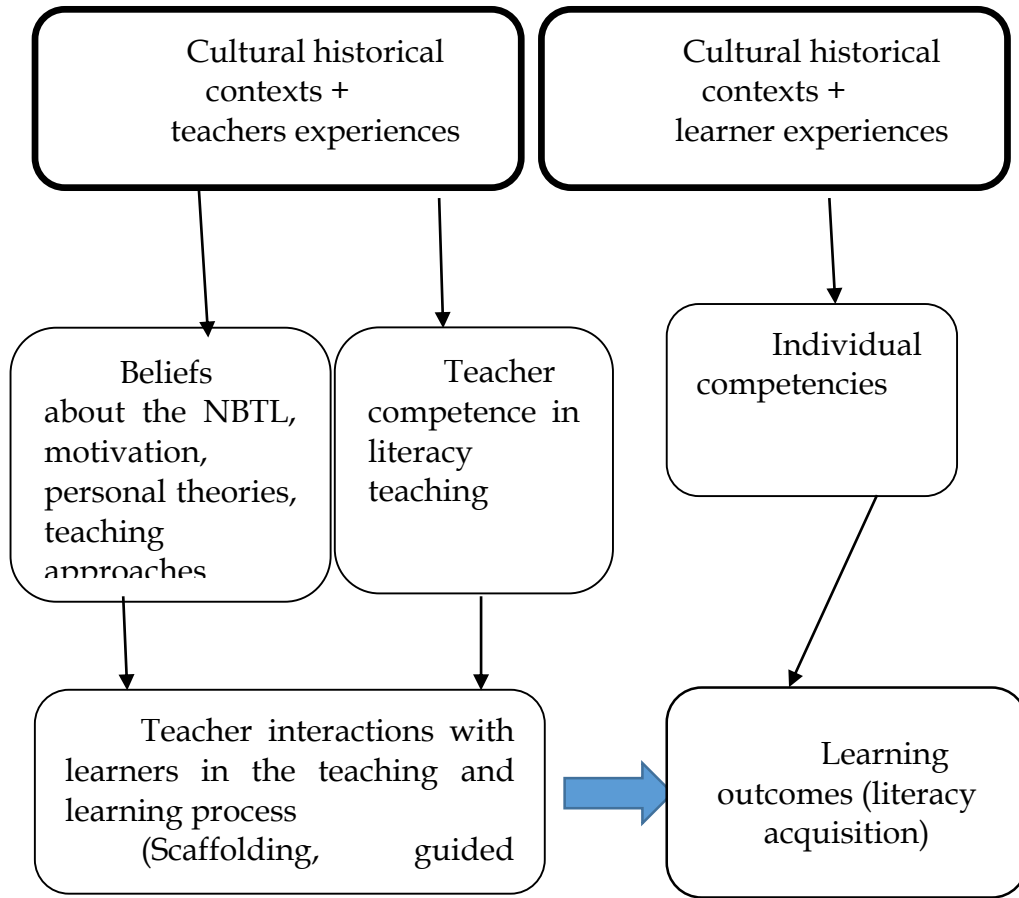 Cultural historical
contexts +
teachers experiences
Cultural historical
contexts +
learner experiences
Beliefs
about the NBTL,
motivation,
personal theories,
teaching
approaches
Teacher
competence in
literacy
teaching
Individual
competencies
Teacher interactions with
learners in the teaching and
learning process
(Scaffolding, guided
Learning
outcomes (literacy
acquisition)